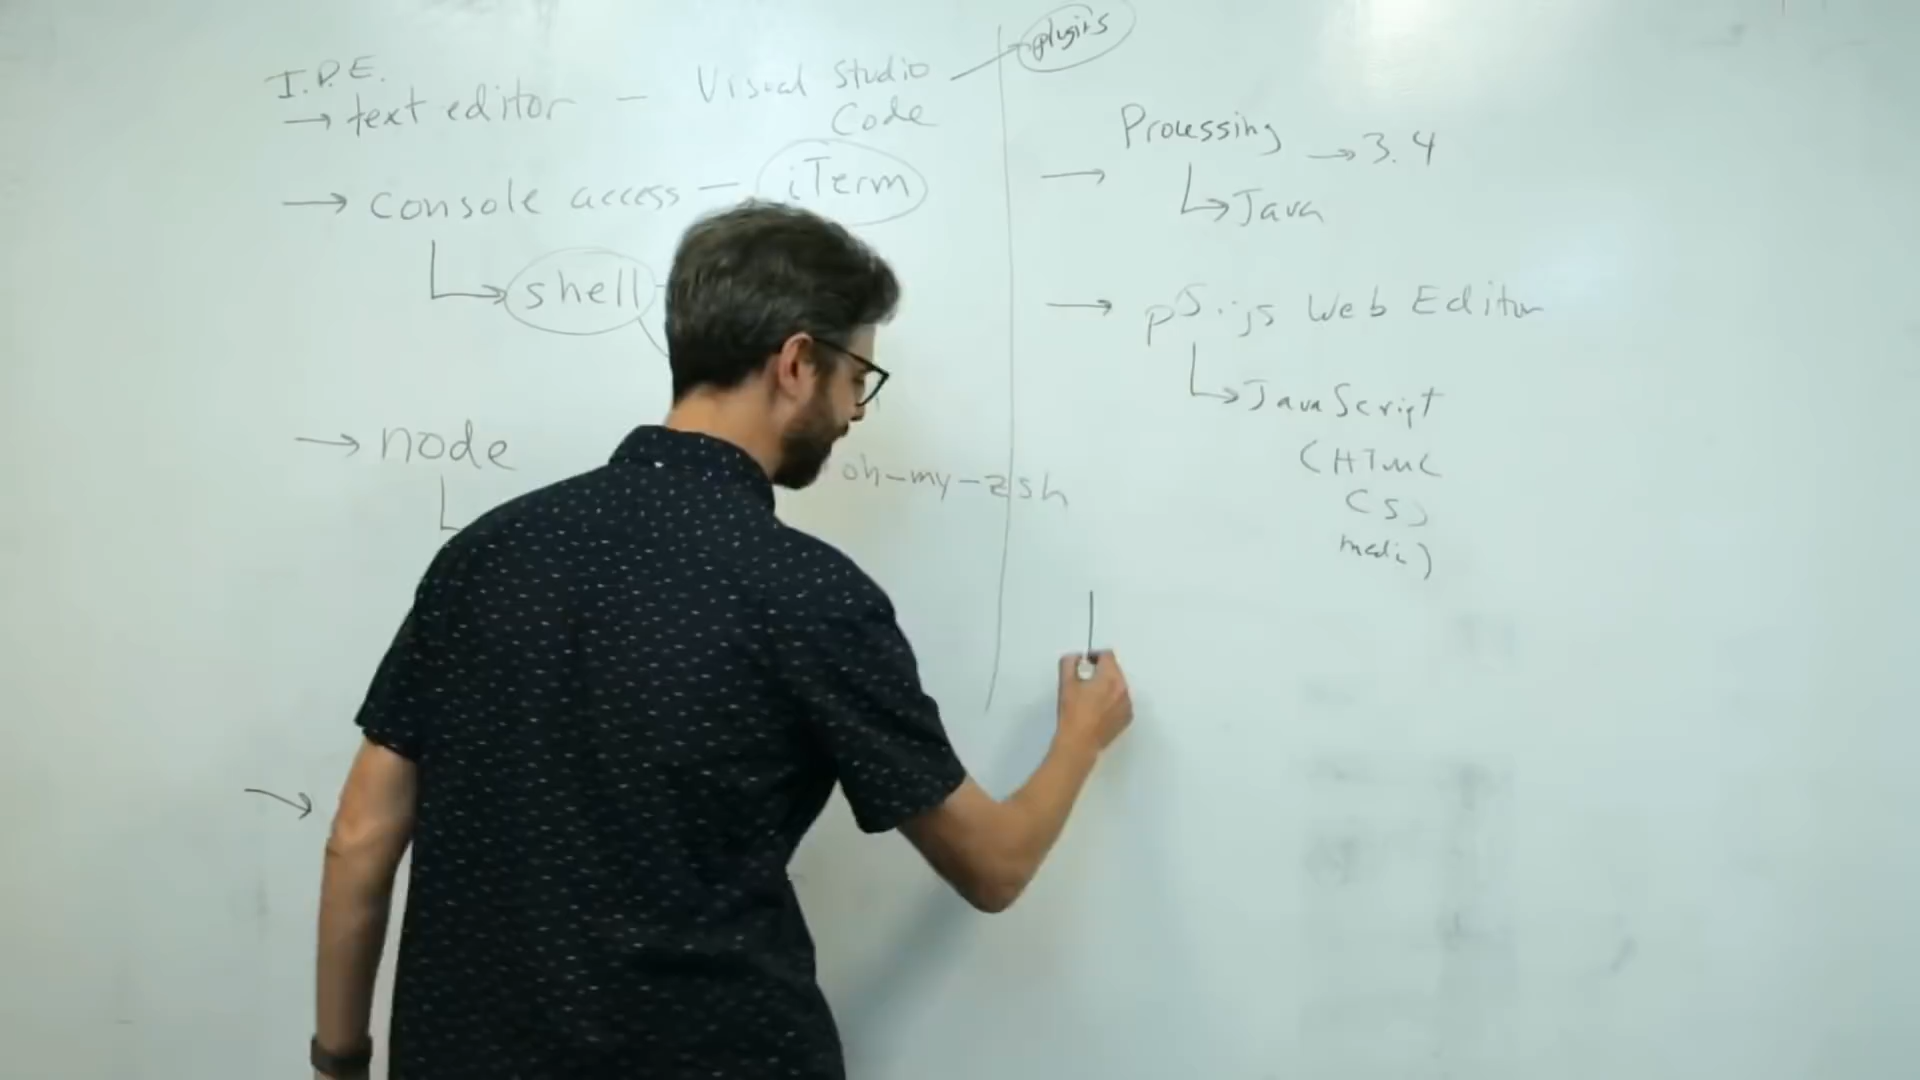 I.D.E.
→ text editor — Visual Studio
Code
plugins
→ console access — iTerm
shell
→ node
oh-my-zsh
Processing → 3.4
Java
→ p5.js Web Editor
JavaScript
(HTML
CSS
media)